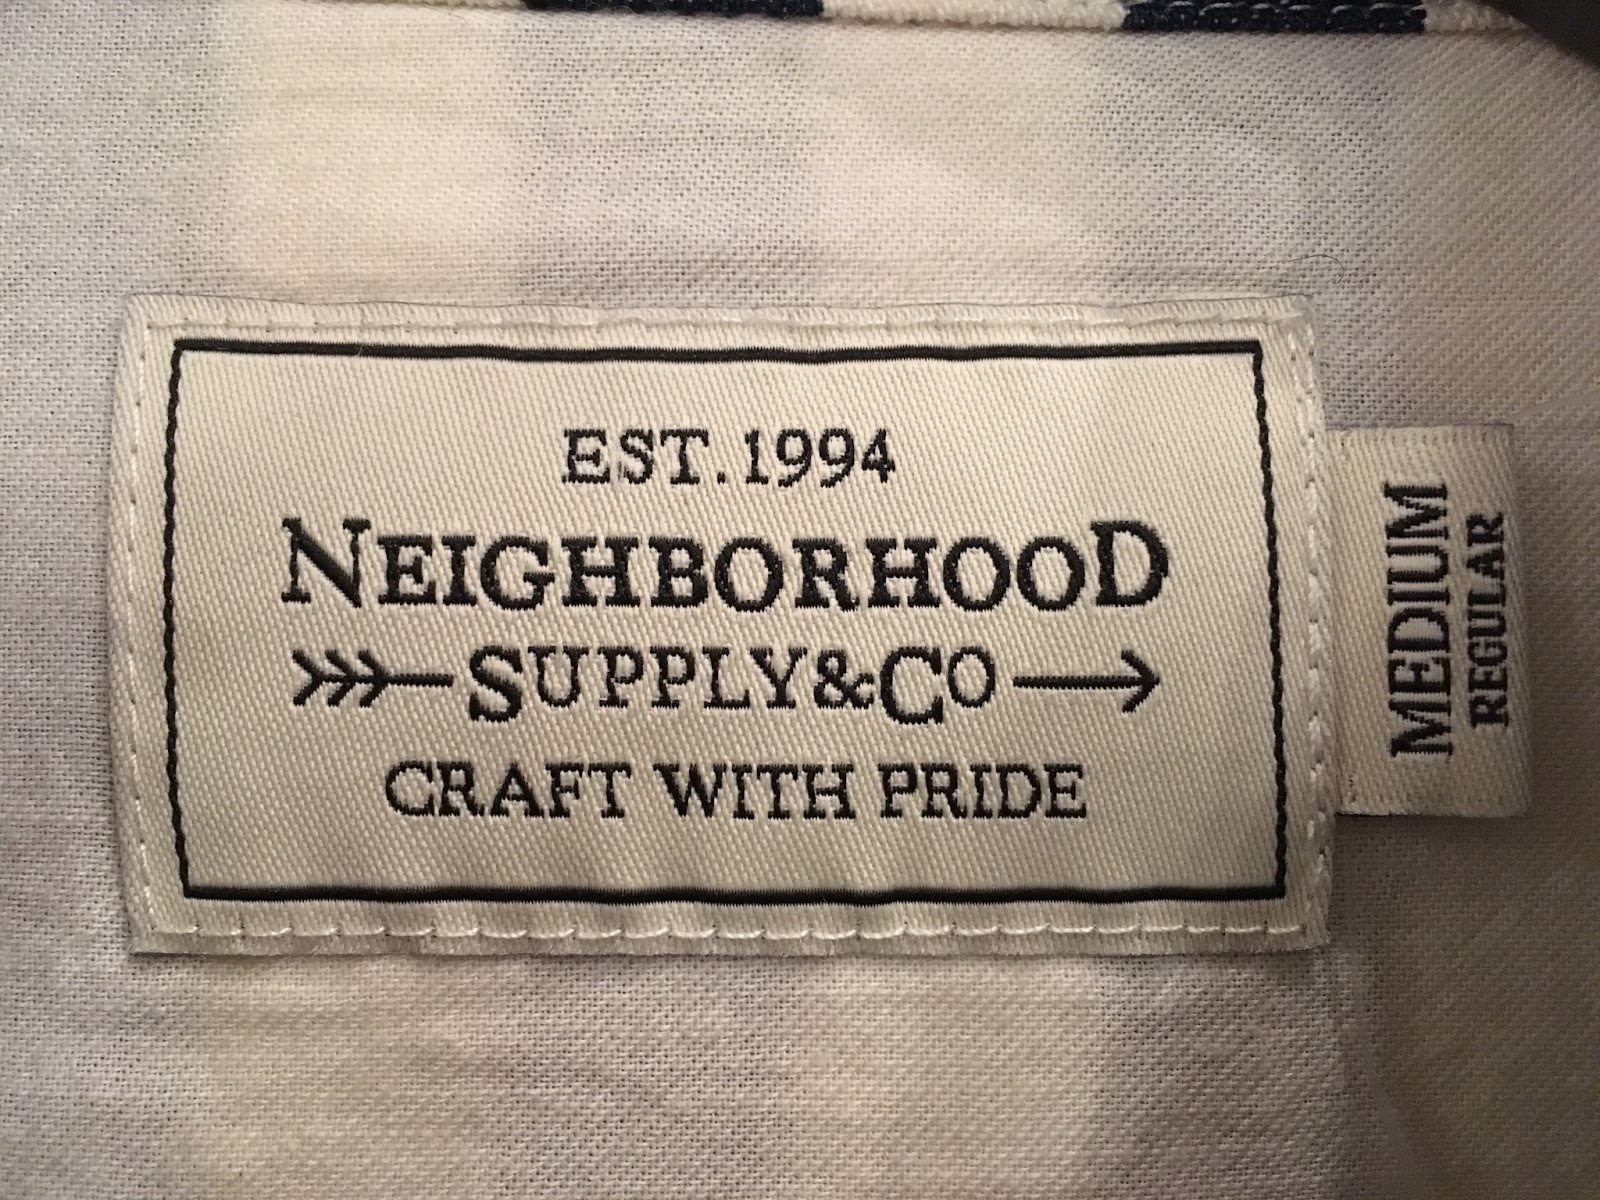 EST.1994
NEIGHBORHOOD
SUPPLY&CO
CRAFT WITH PRIDE
MEDIUM
REGULAR